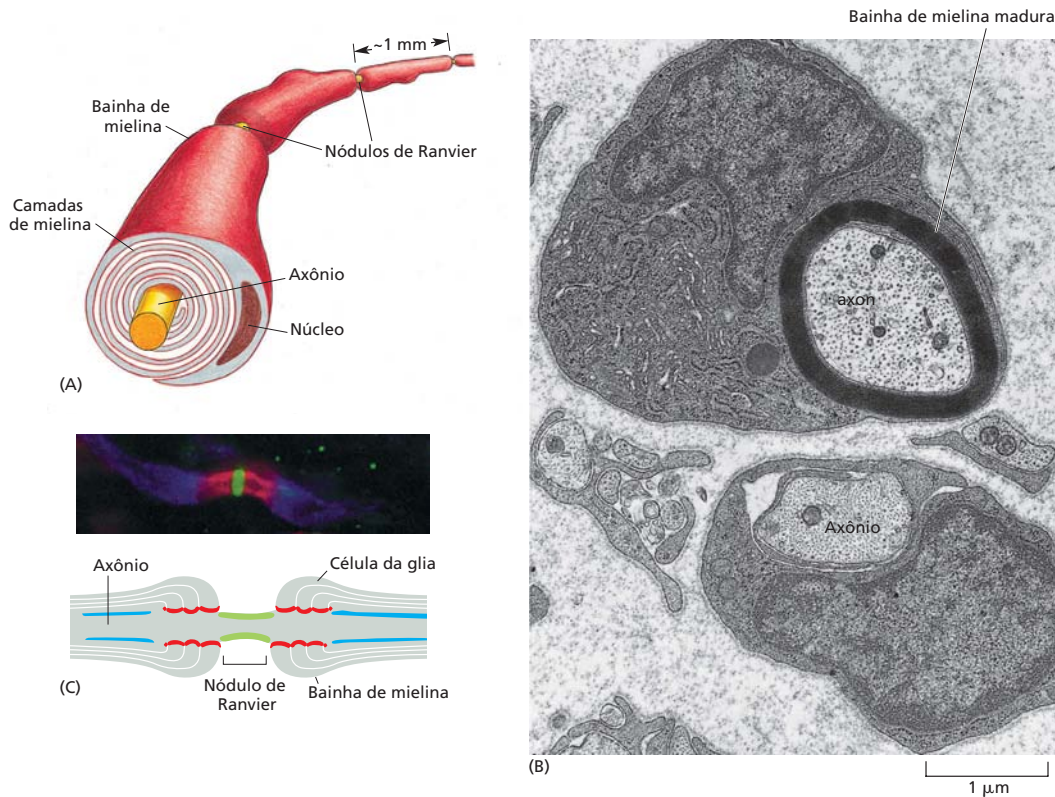 ~1 mm
Bainha de
mielina
Nódulos de Ranvier
Camadas
de mielina
Axônio
Núcleo
(A)
Bainha de mielina madura
axon
Axônio
(B)
1 μm
Axônio
Célula da glia
Nódulo de
Ranvier
Bainha de mielina
(C)